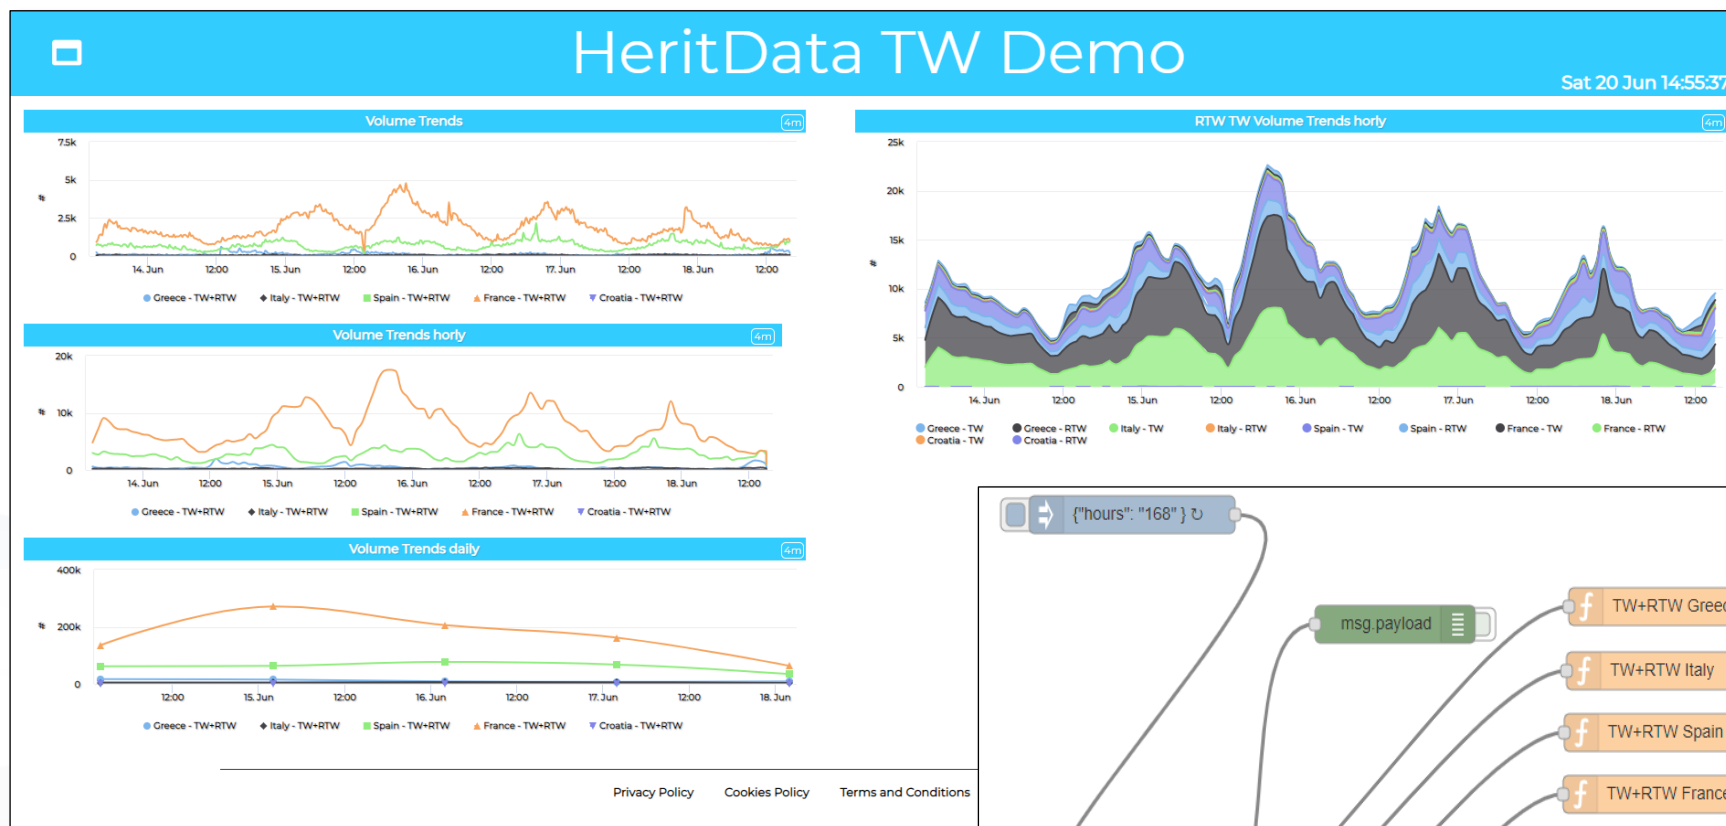 HeritData TW Demo
Sat 20 Jun 14:55:37
Volume Trends
4m
7.5k
5k
2.5k
0
#
14. Jun 12:00 15. Jun 12:00 16. Jun 12:00 17. Jun 12:00 18. Jun 12:00
Greece - TW+RTW Italy - TW+RTW Spain - TW+RTW France - TW+RTW Croatia - TW+RTW
Volume Trends horly
4m
20k
10k
0
#
14. Jun 12:00 15. Jun 12:00 16. Jun 12:00 17. Jun 12:00 18. Jun 12:00
Greece - TW+RTW Italy - TW+RTW Spain - TW+RTW France - TW+RTW Croatia - TW+RTW
Volume Trends daily
4m
400k
200k
0
#
12:00 15. Jun 12:00 16. Jun 12:00 17. Jun 12:00 18. Jun
Greece - TW+RTW Italy - TW+RTW Spain - TW+RTW France - TW+RTW Croatia - TW+RTW
RTW TW Volume Trends horly
4m
25k
20k
15k
10k
5k
0
#
14. Jun 12:00 15. Jun 12:00 16. Jun 12:00 17. Jun 12:00 18. Jun 12:00
Greece - TW Greece - RTW Italy - TW Italy - RTW Spain - TW Spain - RTW France - TW France - RTW
Croatia - TW Croatia - RTW
{"hours": "168" } ↻
msg.payload
TW+RTW Greec
TW+RTW Italy
TW+RTW Spain
TW+RTW France
Privacy Policy Cookies Policy Terms and Conditions